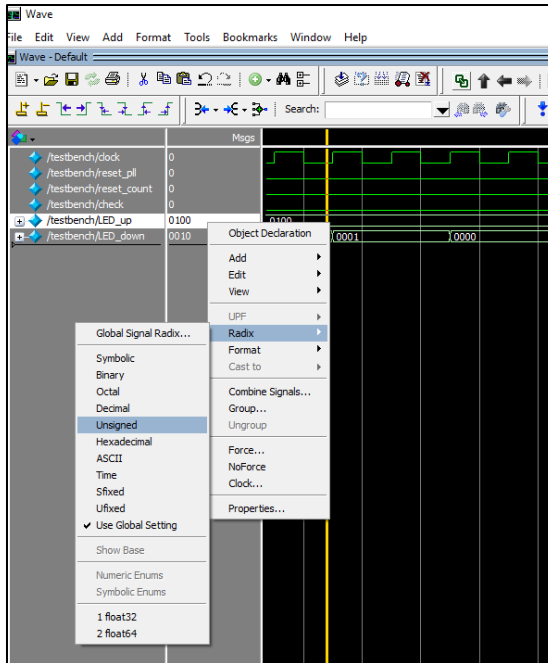 Wave
File Edit View Add Format Tools Bookmarks Window Help
Wave - Default
Search:
Msgs
/testbench/clock 0
/testbench/reset_pll 0
/testbench/reset_count 0
/testbench/check 0
/testbench/LED_up 0100 0100
/testbench/LED_down 0010 0001 0000
Object Declaration
Add
Edit
View
UPF
Radix
Format
Cast to
Combine Signals...
Group...
Ungroup
Force...
NoForce
Clock...
Properties...
Global Signal Radix...
Symbolic
Binary
Octal
Decimal
Unsigned
Hexadecimal
ASCII
Time
Sfixed
Ufixed
Use Global Setting
Show Base
Numeric Enums
Symbolic Enums
1 float32
2 float64